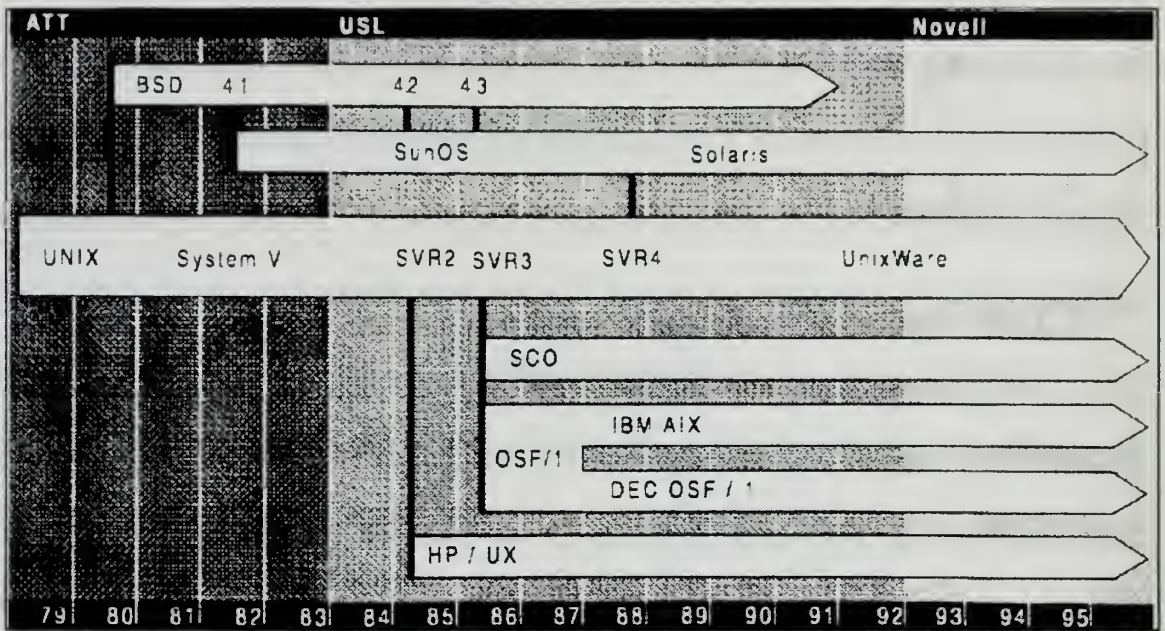 ATT USL Novell
BSD 41 42 43
SunOS Solaris
UNIX System V SVR2 SVR3 SVR4 UnixWare
SCO
IBM AIX
OSF/1
DEC OSF / 1
HP / UX
79 80 81 82 83 84 85 86 87 88 89 90 91 92 93 94 95